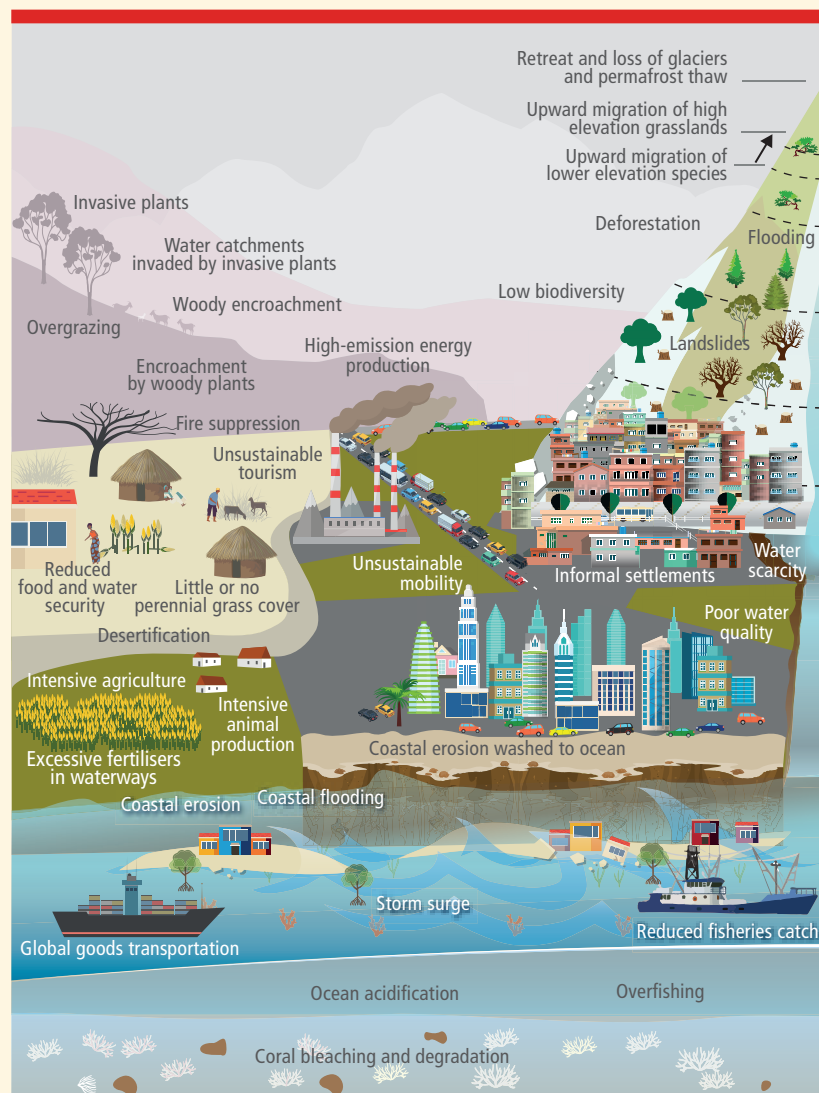 Retreat and loss of glaciers
and permafrost thaw
Upward migration of high
elevation grasslands
Upward migration of
lower elevation species
Invasive plants
Deforestation
Flooding
Water catchments
invaded by invasive plants
Low biodiversity
Woody encroachment
Overgrazing
Landslides
High-emission energy
production
Encroachment
by woody plants
Fire suppression
Unsustainable
tourism
Water
scarcity
Unsustainable
mobility
Informal settlements
Reduced
food and water
security
Little or no
perennial grass cover
Poor water
quality
Desertification
Intensive agriculture
Intensive
animal
production
Excessive fertilisers
in waterways
Coastal erosion washed to ocean
Coastal erosion
Coastal flooding
Storm surge
Global goods transportation
Reduced fisheries catch
Ocean acidification
Overfishing
Coral bleaching and degradation